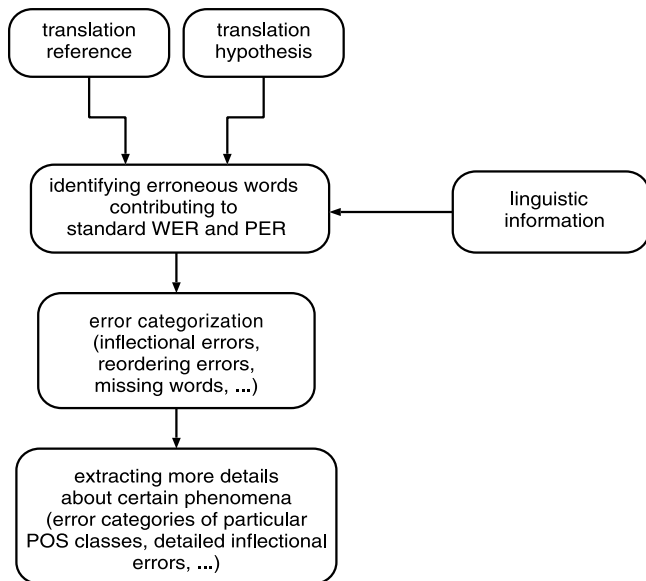 translation
reference
translation
hypothesis
identifying erroneous words
contributing to
standard WER and PER
linguistic
information
error categorization
(inflectional errors,
reordering errors,
missing words, ...)
extracting more details
about certain phenomena
(error categories of particular
POS classes, detailed inflectional
errors, ...)